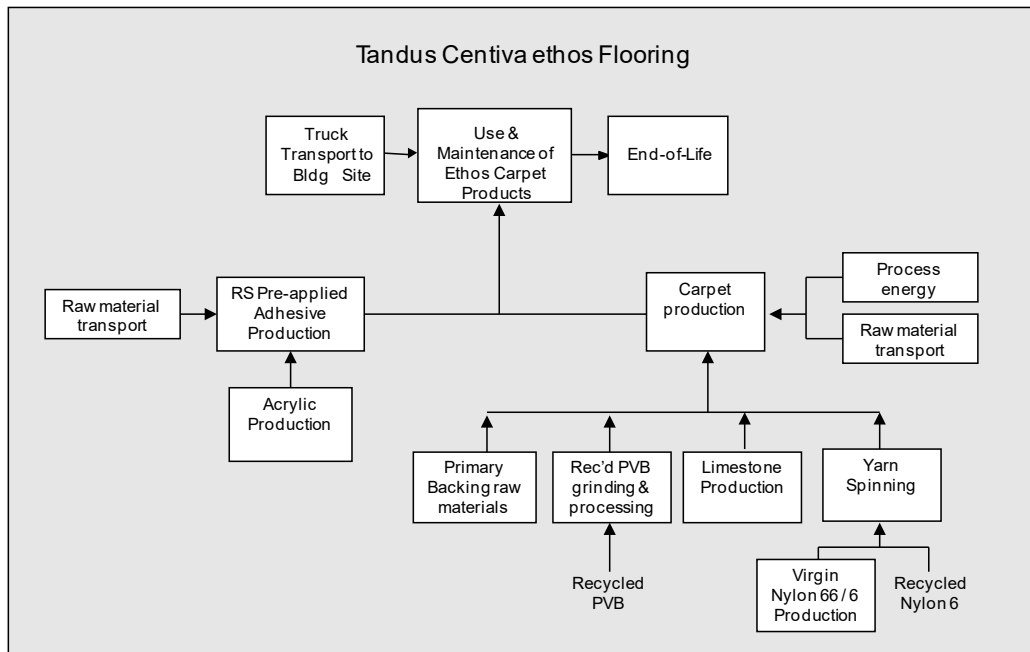 Tandus Centiva ethos Flooring
Truck
Transport to
Bldg Site
Use &
Maintenance of
Ethos Carpet
Products
End-of-Life
Raw material
transport
RS Pre-applied
Adhesive
Production
Carpet
production
Process
energy
Raw material
transport
Acrylic
Production
Primary
Backing raw
materials
Rec'd PVB
grinding &
processing
Limestone
Production
Yarn
Spinning
Recycled
PVB
Virgin
Nylon 66 / 6
Production
Recycled
Nylon 6